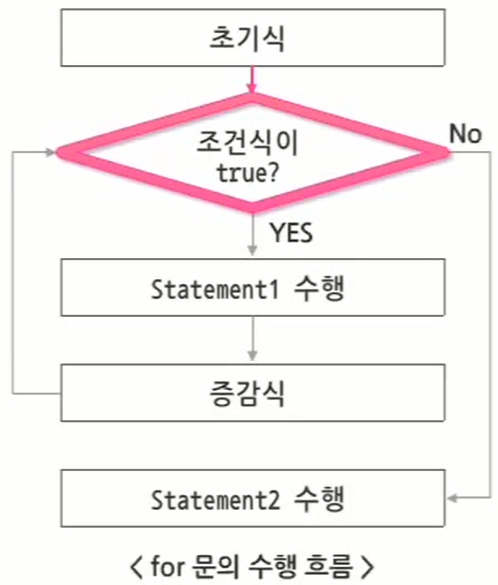 초기식
조건식이
true?
No
YES
Statement1 수행
증감식
Statement2 수행
< for 문의 수행 흐름 >